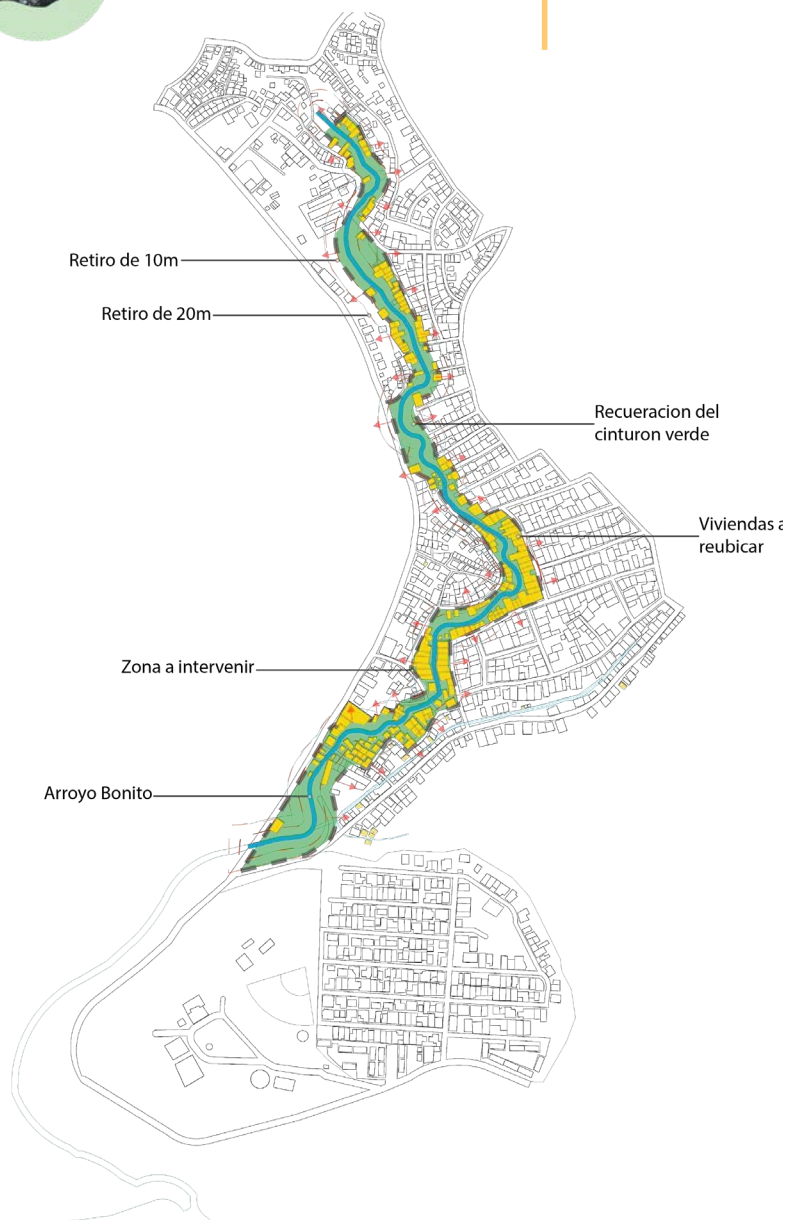 Retiro de 10m
Retiro de 20m
Recueracion del
cinturon verde
Viviendas a
reubicar
Zona a intervenir
Arroyo Bonito